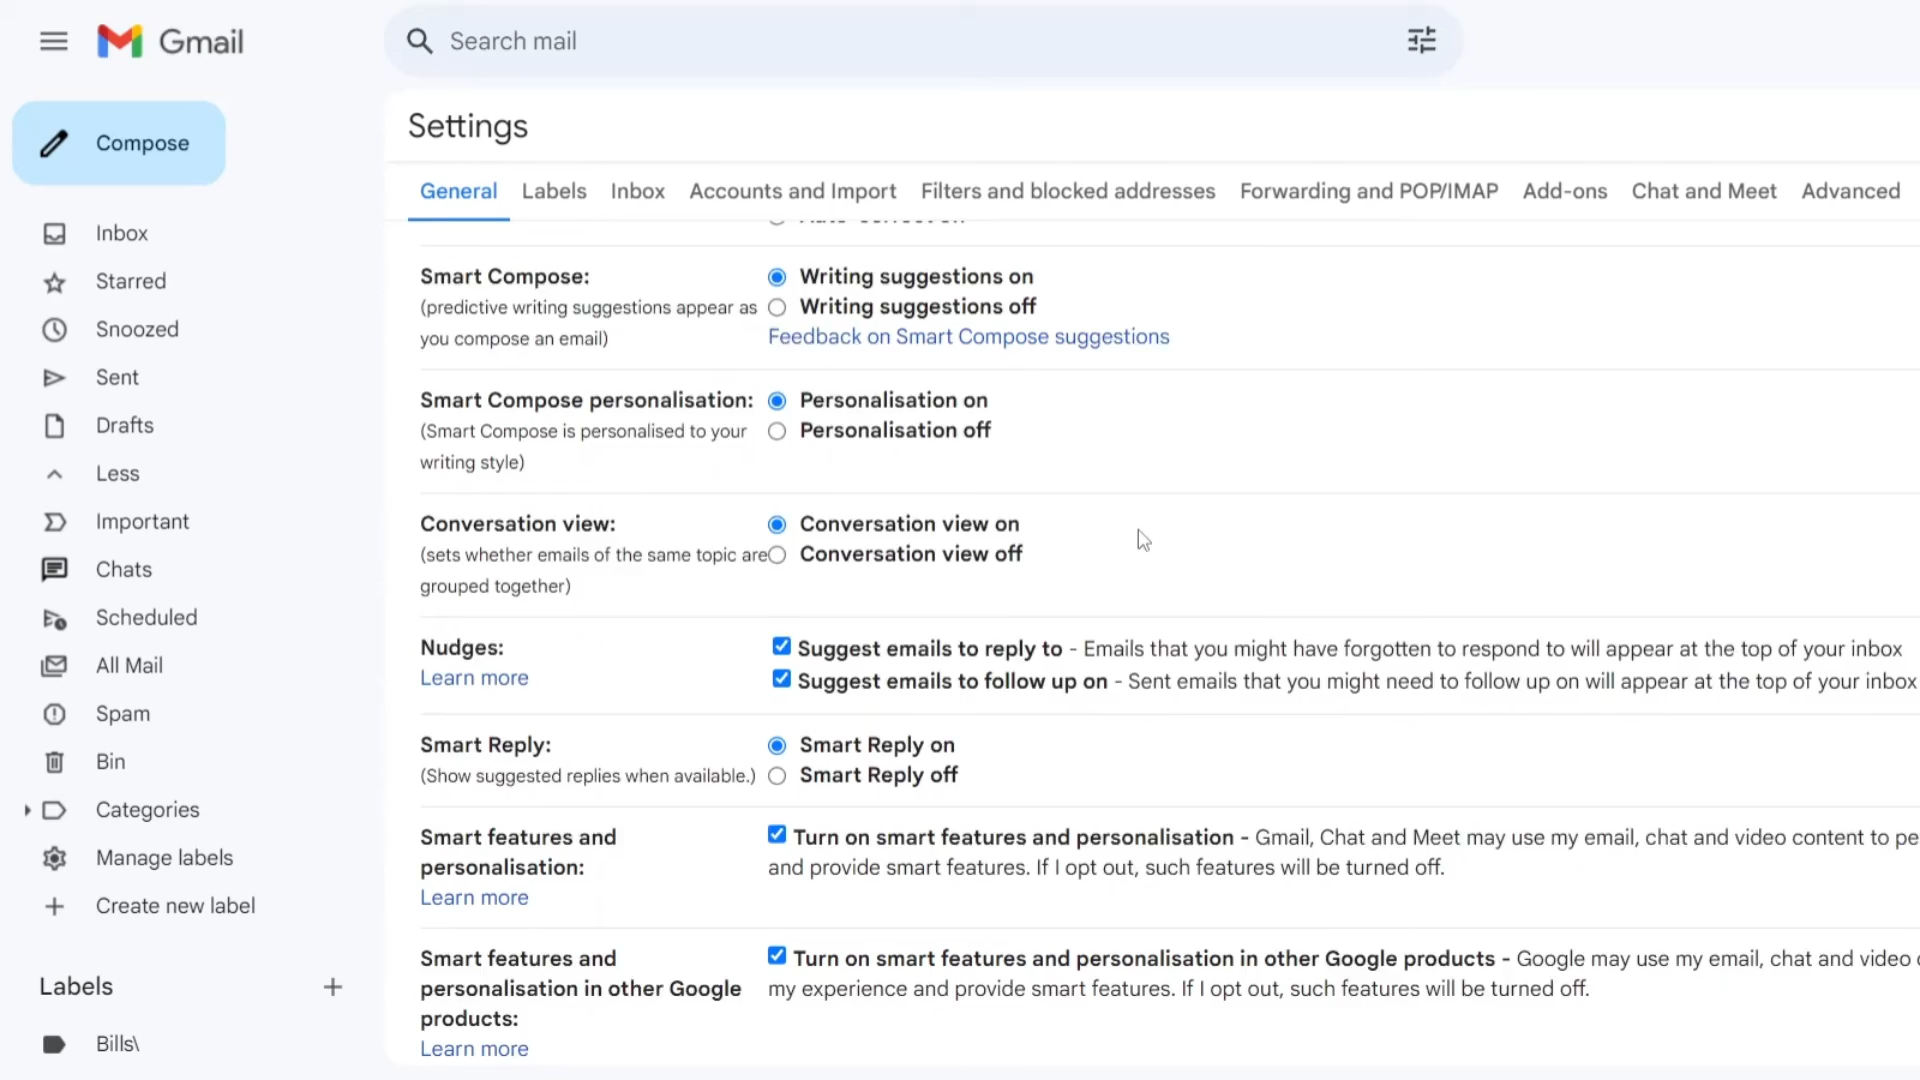 Gmail
Search mail
Compose
Settings
General Labels Inbox Accounts and Import Filters and blocked addresses Forwarding and POP/IMAP Add-ons Chat and Meet Advanced
Inbox
Starred
Snoozed
Sent
Drafts
Less
Important
Chats
Scheduled
All Mail
Spam
Bin
Categories
Manage labels
Create new label
Labels
Bills\
Smart Compose:
(predictive writing suggestions appear as
you compose an email)
Writing suggestions on
Writing suggestions off
Feedback on Smart Compose suggestions
Smart Compose personalisation:
(Smart Compose is personalised to your
writing style)
Personalisation on
Personalisation off
Conversation view:
(sets whether emails of the same topic are
grouped together)
Conversation view on
Conversation view off
Nudges:
Learn more
Suggest emails to reply to - Emails that you might have forgotten to respond to will appear at the top of your inbox
Suggest emails to follow up on - Sent emails that you might need to follow up on will appear at the top of your inbox
Smart Reply:
(Show suggested replies when available.)
Smart Reply on
Smart Reply off
Smart features and
personalisation:
Learn more
Turn on smart features and personalisation - Gmail, Chat and Meet may use my email, chat and video content to pe
and provide smart features. If I opt out, such features will be turned off.
Smart features and
personalisation in other Google
products:
Learn more
Turn on smart features and personalisation in other Google products - Google may use my email, chat and video
my experience and provide smart features. If I opt out, such features will be turned off.